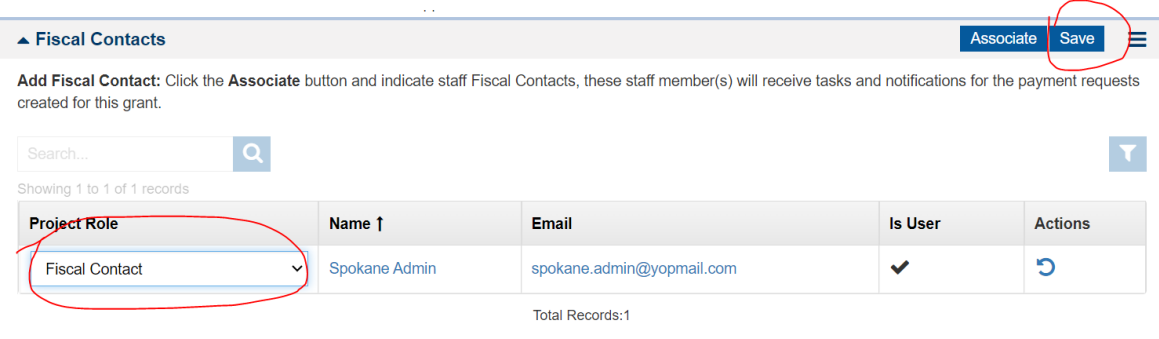 Fiscal Contacts
Associate Save
Add Fiscal Contact: Click the Associate button and indicate staff Fiscal Contacts, these staff member(s) will receive tasks and notifications for the payment requests
created for this grant.
Search...
Showing 1 to 1 of 1 records
Project Role Name Email Is User Actions
Fiscal Contact Spokane Admin spokane.admin@yopmail.com
Total Records:1